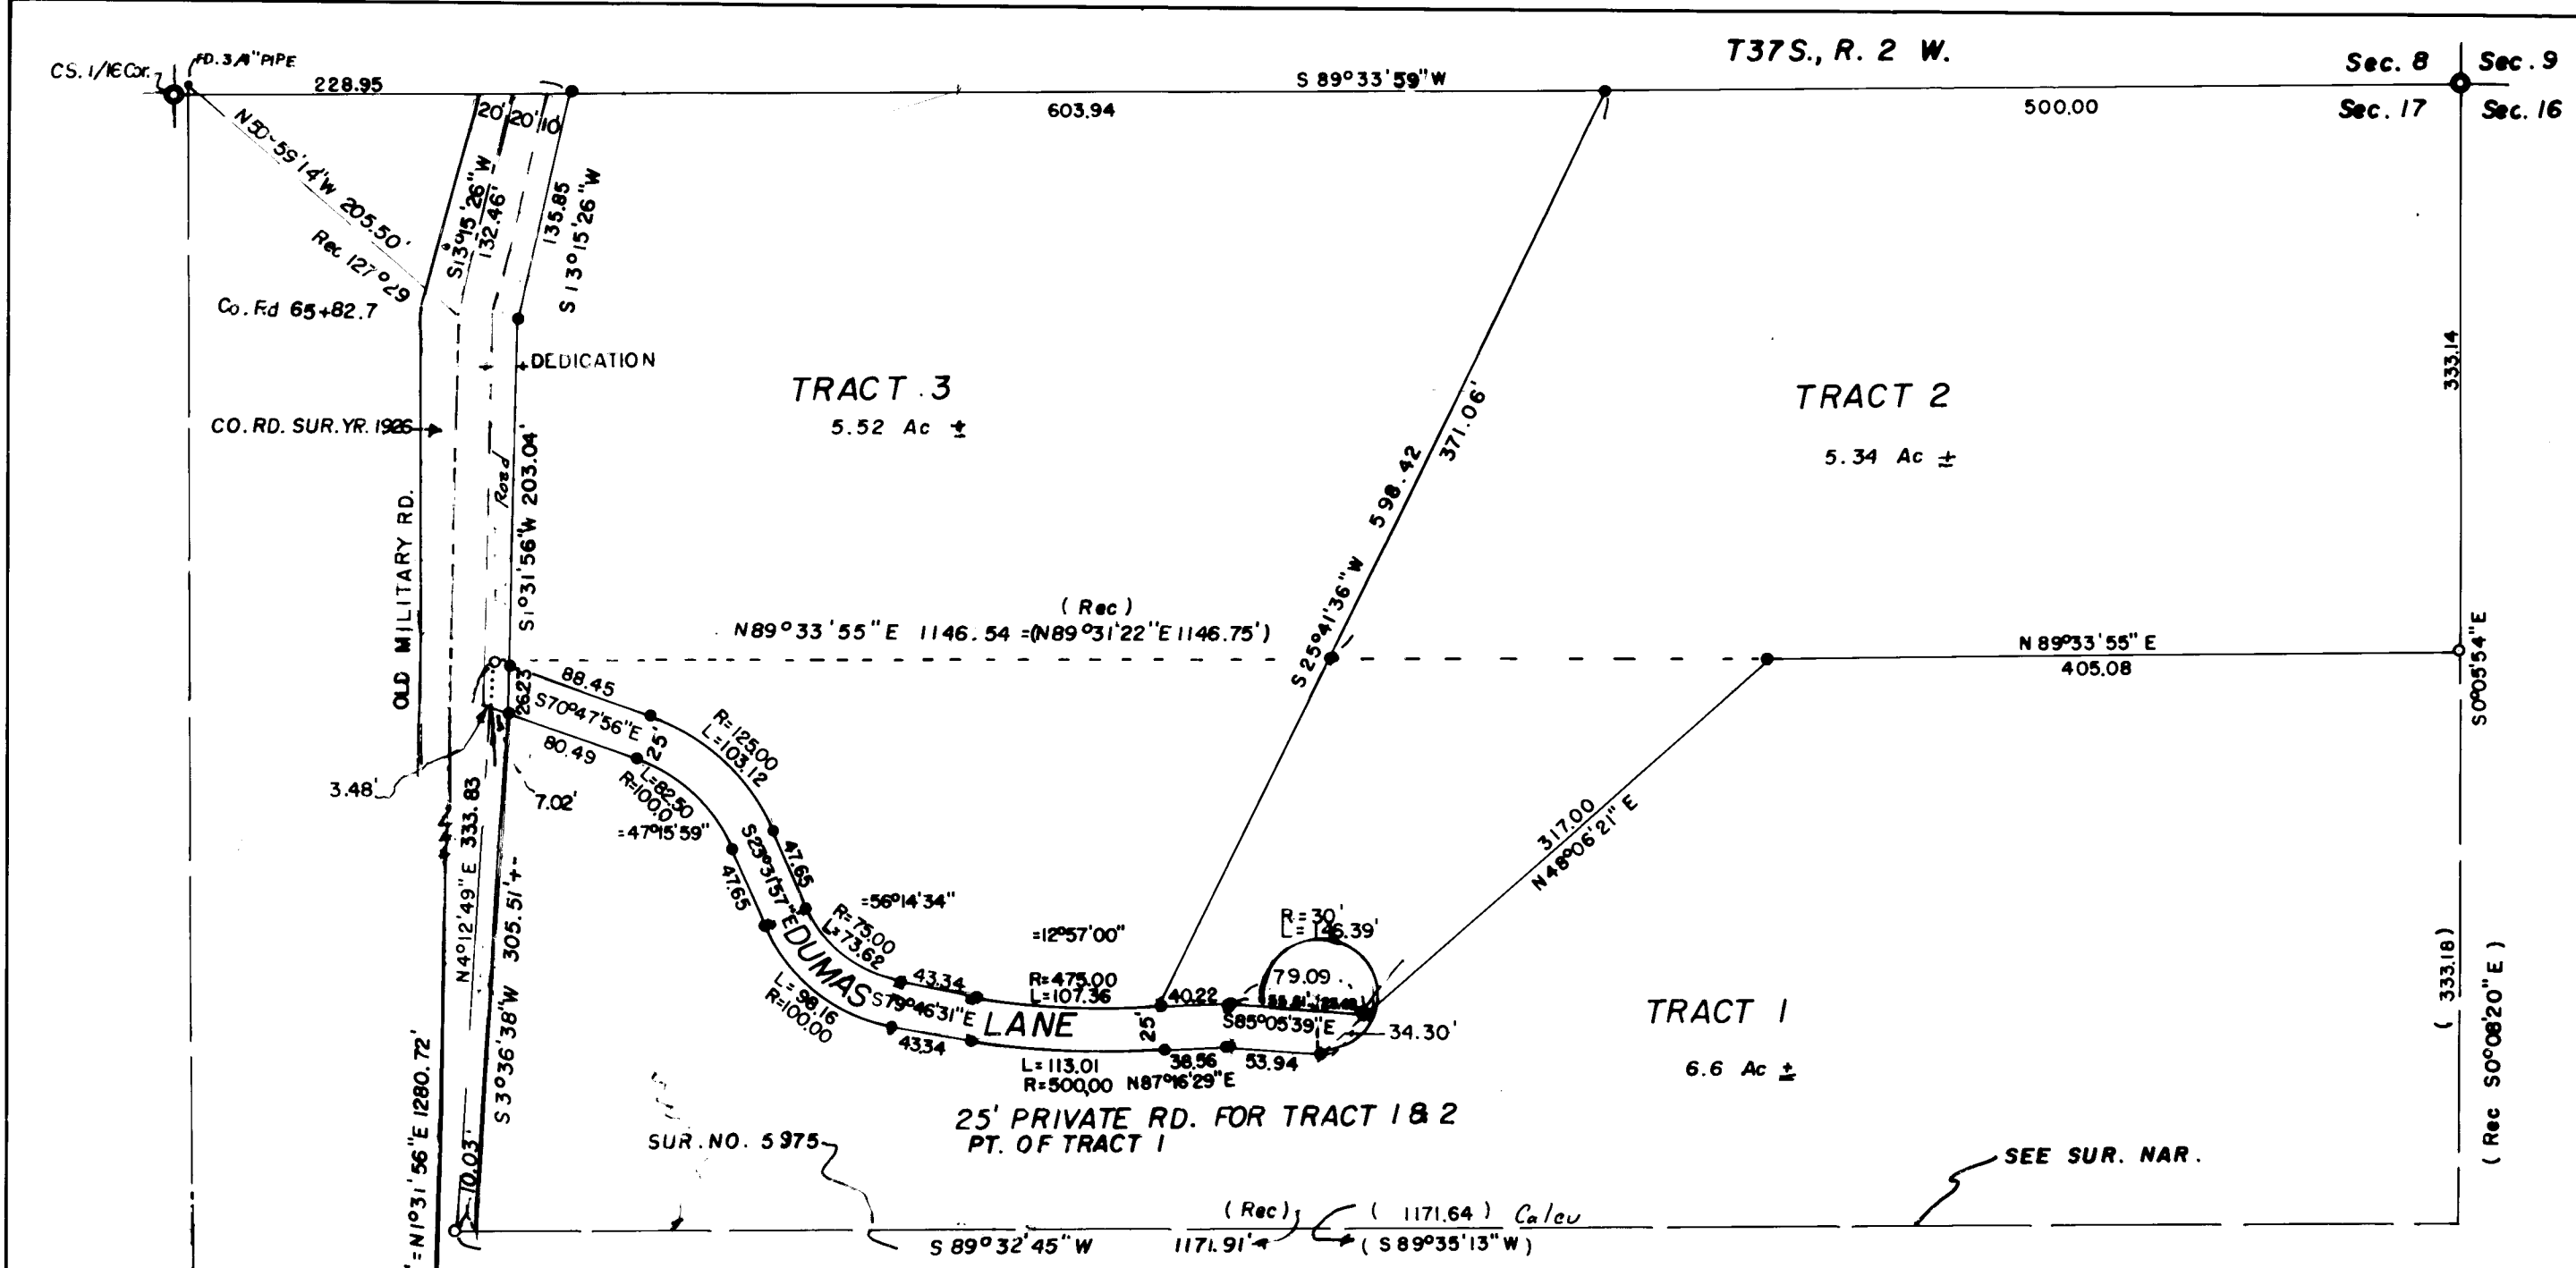 T37S., R. 2 W.
Sec. 8
Sec. 9
Sec. 17
Sec. 16
CS. 1/16 Cor.
FD. 3/4" PIPE
228.95
S 89°33'59"W
603.94
500.00
20' 20' 10'
N50°59'14"W 205.50'
Rec 127°29
Co. Rd 65+82.7
S13°15'26"W
132.46'
135.85
S 13°15'26"W
DEDICATION
CO. RD. SUR. YR. 1926
Road
OLD MILITARY RD.
S1°31'56"W 203.04'
TRACT 3
5.52 Ac ±
598.42
371.06'
S25°41'36"W
TRACT 2
5.34 Ac ±
333.14
S0°05'54"E
(Rec)
N89°33'55"E 1146.54 =(N89°31'22"E 1146.75')
N 89°33'55" E
405.08
26.23
88.45
S70°47'56"E
80.49
25'
R=125.00
L=103.12
L=82.50
R=100.0
=47°15'59"
3.48'
7.02'
N4°12'49"E 333.83
S 3°36'38"W 305.51'+-
10.03'
'=N1°31'56"E 1280.72'
47.65
S23°31'57"E
47.65
DUMAS
LANE
R=75.00
L=73.62
=56°14'34"
L=98.16
R=100.00
43.34
S79°46'31"E
43.34
=12°57'00"
R=475.00
L=107.36
L=113.01
R=500.00
25'
40.22
38.56
N87°16'29"E
R=30'
L=146.39'
79.09
S85°05'39"E
53.94
34.30'
317.00
N48°06'21"E
TRACT 1
6.6 Ac ±
(333.18)
(Rec S0°08'20"E)
25' PRIVATE RD. FOR TRACT 1 & 2
PT. OF TRACT 1
SUR. NO. 5975
SEE SUR. NAR.
(Rec)
(1171.64) Calcu
S 89°32'45"W
1171.91'
(S89°35'13"W)